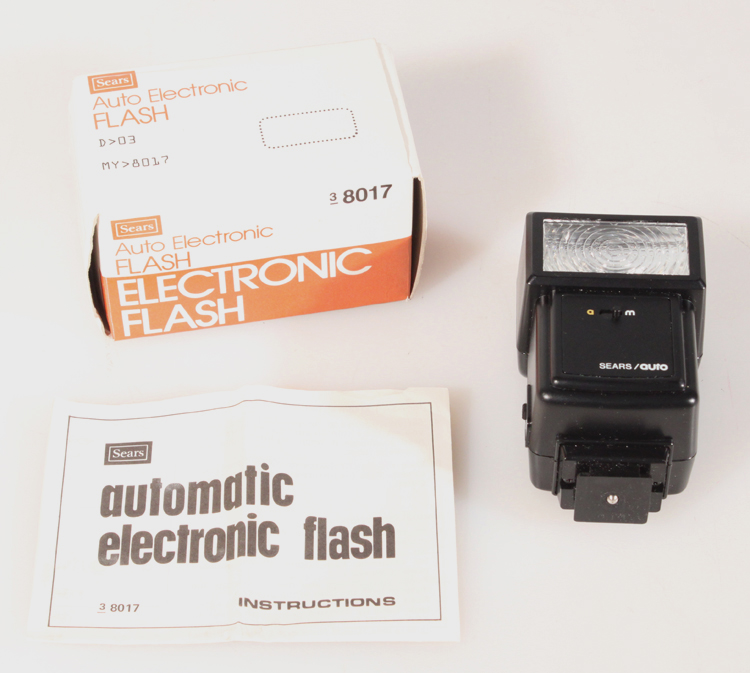 Sears
Auto Electronic
FLASH
D>03
MY>8017
3 8017
Sears
Auto Electronic
FLASH
ELECTRONIC
FLASH
a m
SEARS/auto
Sears
automatic
electronic flash
3 8017 INSTRUCTIONS